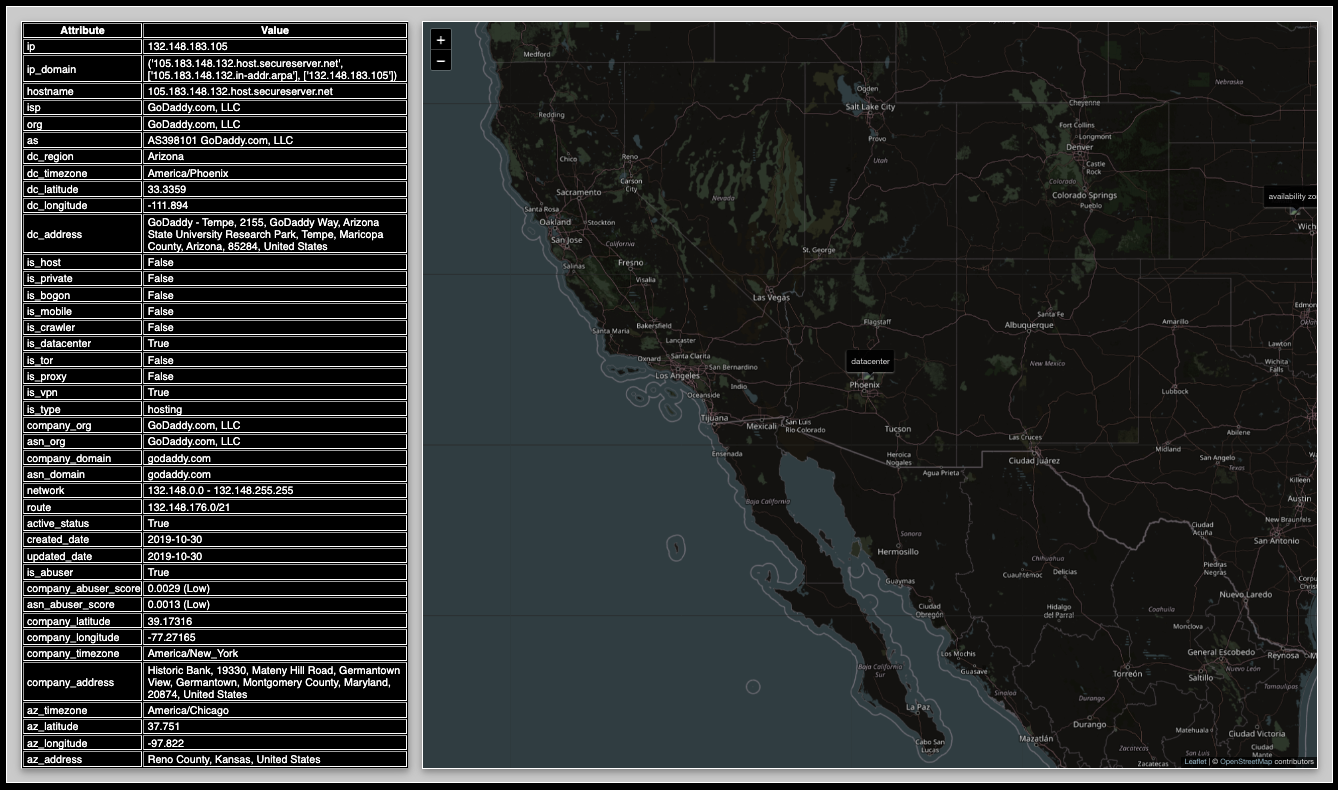 Attribute Value
ip 132.148.183.105
ip_domain ('105.183.148.132.host.secureserver.net',
['105.183.148.132.in-addr.arpa'], ['132.148.183.105'])
hostname 105.183.148.132.host.secureserver.net
isp GoDaddy.com, LLC
org GoDaddy.com, LLC
as AS398101 GoDaddy.com, LLC
dc_region Arizona
dc_timezone America/Phoenix
dc_latitude 33.3359
dc_longitude -111.894
dc_address GoDaddy - Tempe, 2155, GoDaddy Way, Arizona
State University Research Park, Tempe, Maricopa
County, Arizona, 85284, United States
is_host False
is_private False
is_bogon False
is_mobile False
is_crawler False
is_datacenter True
is_tor False
is_proxy False
is_vpn True
is_type hosting
company_org GoDaddy.com, LLC
asn_org GoDaddy.com, LLC
company_domain godaddy.com
asn_domain godaddy.com
network 132.148.0.0 - 132.148.255.255
route 132.148.176.0/21
active_status True
created_date 2019-10-30
updated_date 2019-10-30
is_abuser True
company_abuser_score 0.0029 (Low)
asn_abuser_score 0.0013 (Low)
company_latitude 39.17316
company_longitude -77.27165
company_timezone America/New_York
company_address Historic Bank, 19330, Mateny Hill Road, Germantown
View, Germantown, Montgomery County, Maryland,
20874, United States
az_timezone America/Chicago
az_latitude 37.751
az_longitude -97.822
az_address Reno County, Kansas, United States
+
−
Medford
Ogden
Nebraska
Salt Lake City
Cheyenne
Redding
Fort Collins
Longmont
Provo
Denver
Chico
Reno
Utah
Castle
Rock
Carson
City
Colorado
Sacramento
Nevada
Colorado Springs
availability zo
Pueblo
Santa Rosa
Oakland
Stockton
Wich
San Jose
California
St. George
Salinas
Fresno
Visalia
Las Vegas
Edmon
Santa Fe
Flagstaff
Albuquerque
Amarillo
Oklah
Santa Maria
Bakersfield
Lancaster
Lawton
Oxnard
Santa Clarita
datacenter
New Mexico
Wichita
Falls
San Bernardino
Los Angeles
Phoenix
Indio
Lubbock
Oceanside
Tijuana
Mexicali
San Luis
Río Colorado
Tucson
Abilene
Las Cruces
Ensenada
Heroica
Nogales
Midland
Ciudad Juárez
San Angelo
Texas
Wa
Agua Prieta
Killeen
Baja California
Austin
New Braunfels
Ciudad
Acuña
Sonora
San Antonio
Hermosillo
Chihuahua
Piedras
Negras
Cuauhtémoc
Delicias
Guaymas
Corpu
Christ
Nuevo Laredo
Ciudad
Obregón
Hidalgo
del Parral
Coahuila
Monclova
General Escobedo
Reynosa
M
Los Mochis
Baja California
Sur
Guasave
Torreón
Nuevo León
Saltillo
Sinaloa
Tamaulipas
Durango
La Paz
Durango
Matehuala
Ciudad Victoria
Cabo San
Lucas
Mazatlán
Zacatecas
San Luis
Ciudad
Mante
Zacatecas
Leaflet | © OpenStreetMap contributors